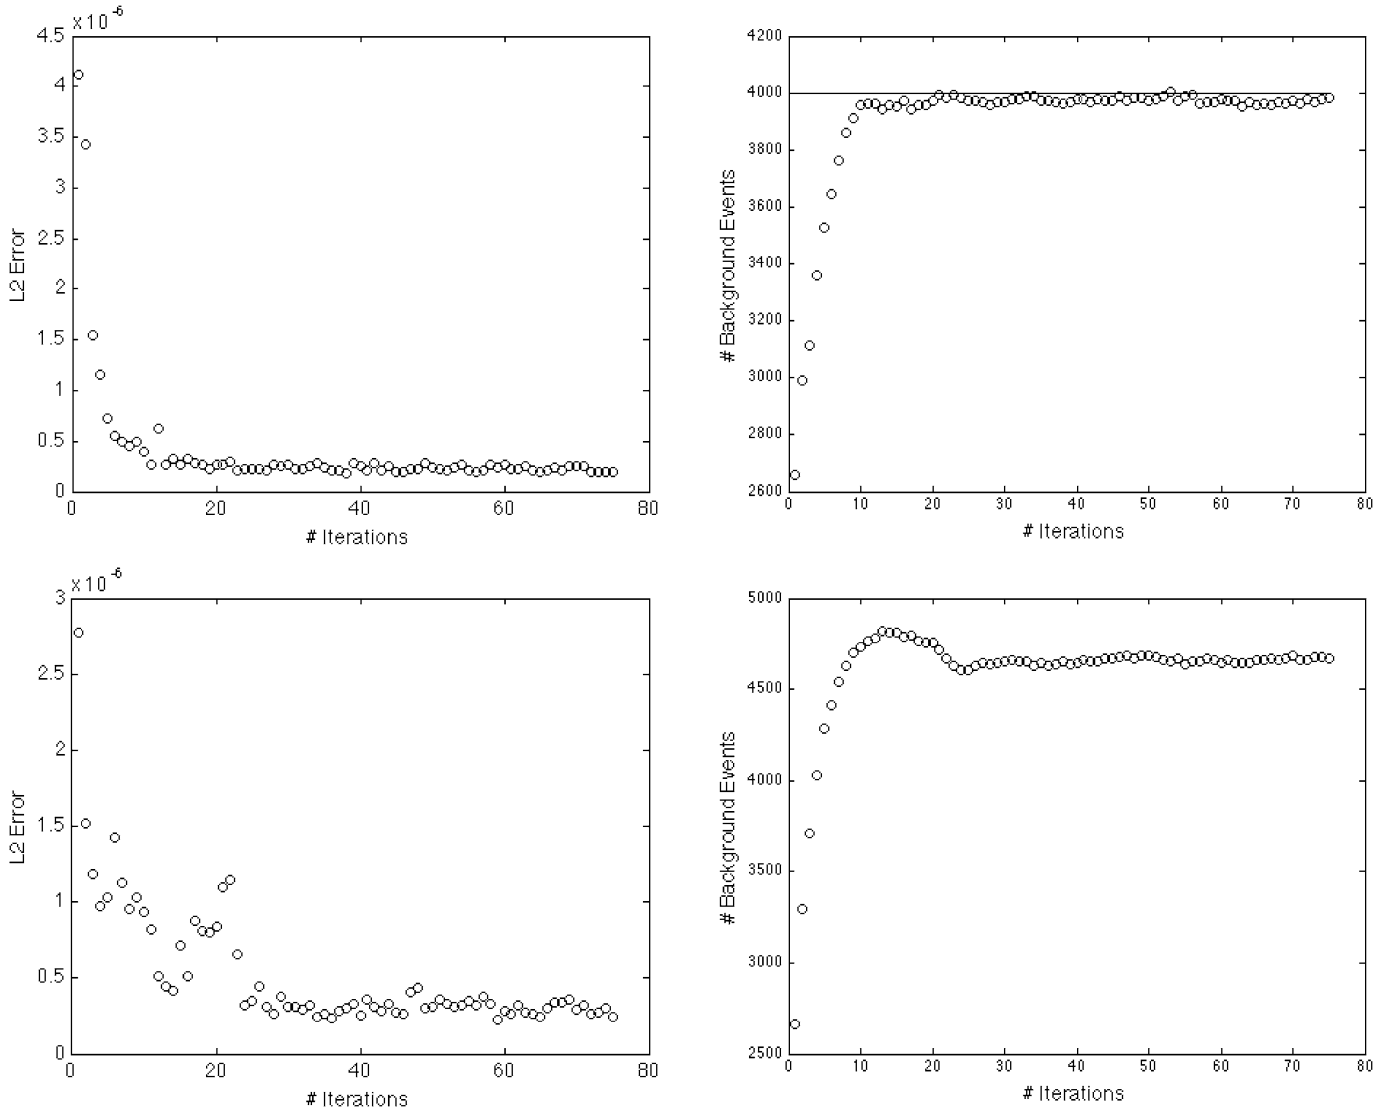 x 10 -6
4.5
4
3.5
3
2.5
2
1.5
1
0.5
0
L2 Error
0 20 40 60 80
# Iterations
4200
4000
3800
3600
3400
3200
3000
2800
2600
# Background Events
0 10 20 30 40 50 60 70 80
# Iterations
x 10 -6
3
2.5
2
1.5
1
0.5
0
L2 Error
0 20 40 60 80
# Iterations
5000
4500
4000
3500
3000
2500
# Background Events
0 10 20 30 40 50 60 70 80
# Iterations